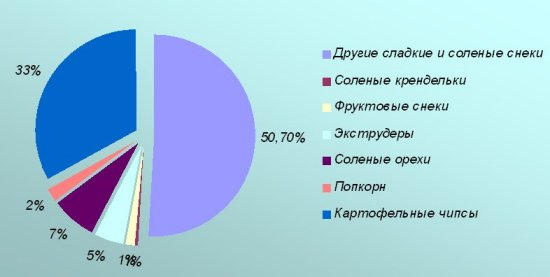 33%
50,70%
2%
7%
5%
1%
Другие сладкие и соленые снеки
Соленые крендельки
Фруктовые снеки
Экструдеры
Соленые орехи
Попкорн
Картофельные чипсы